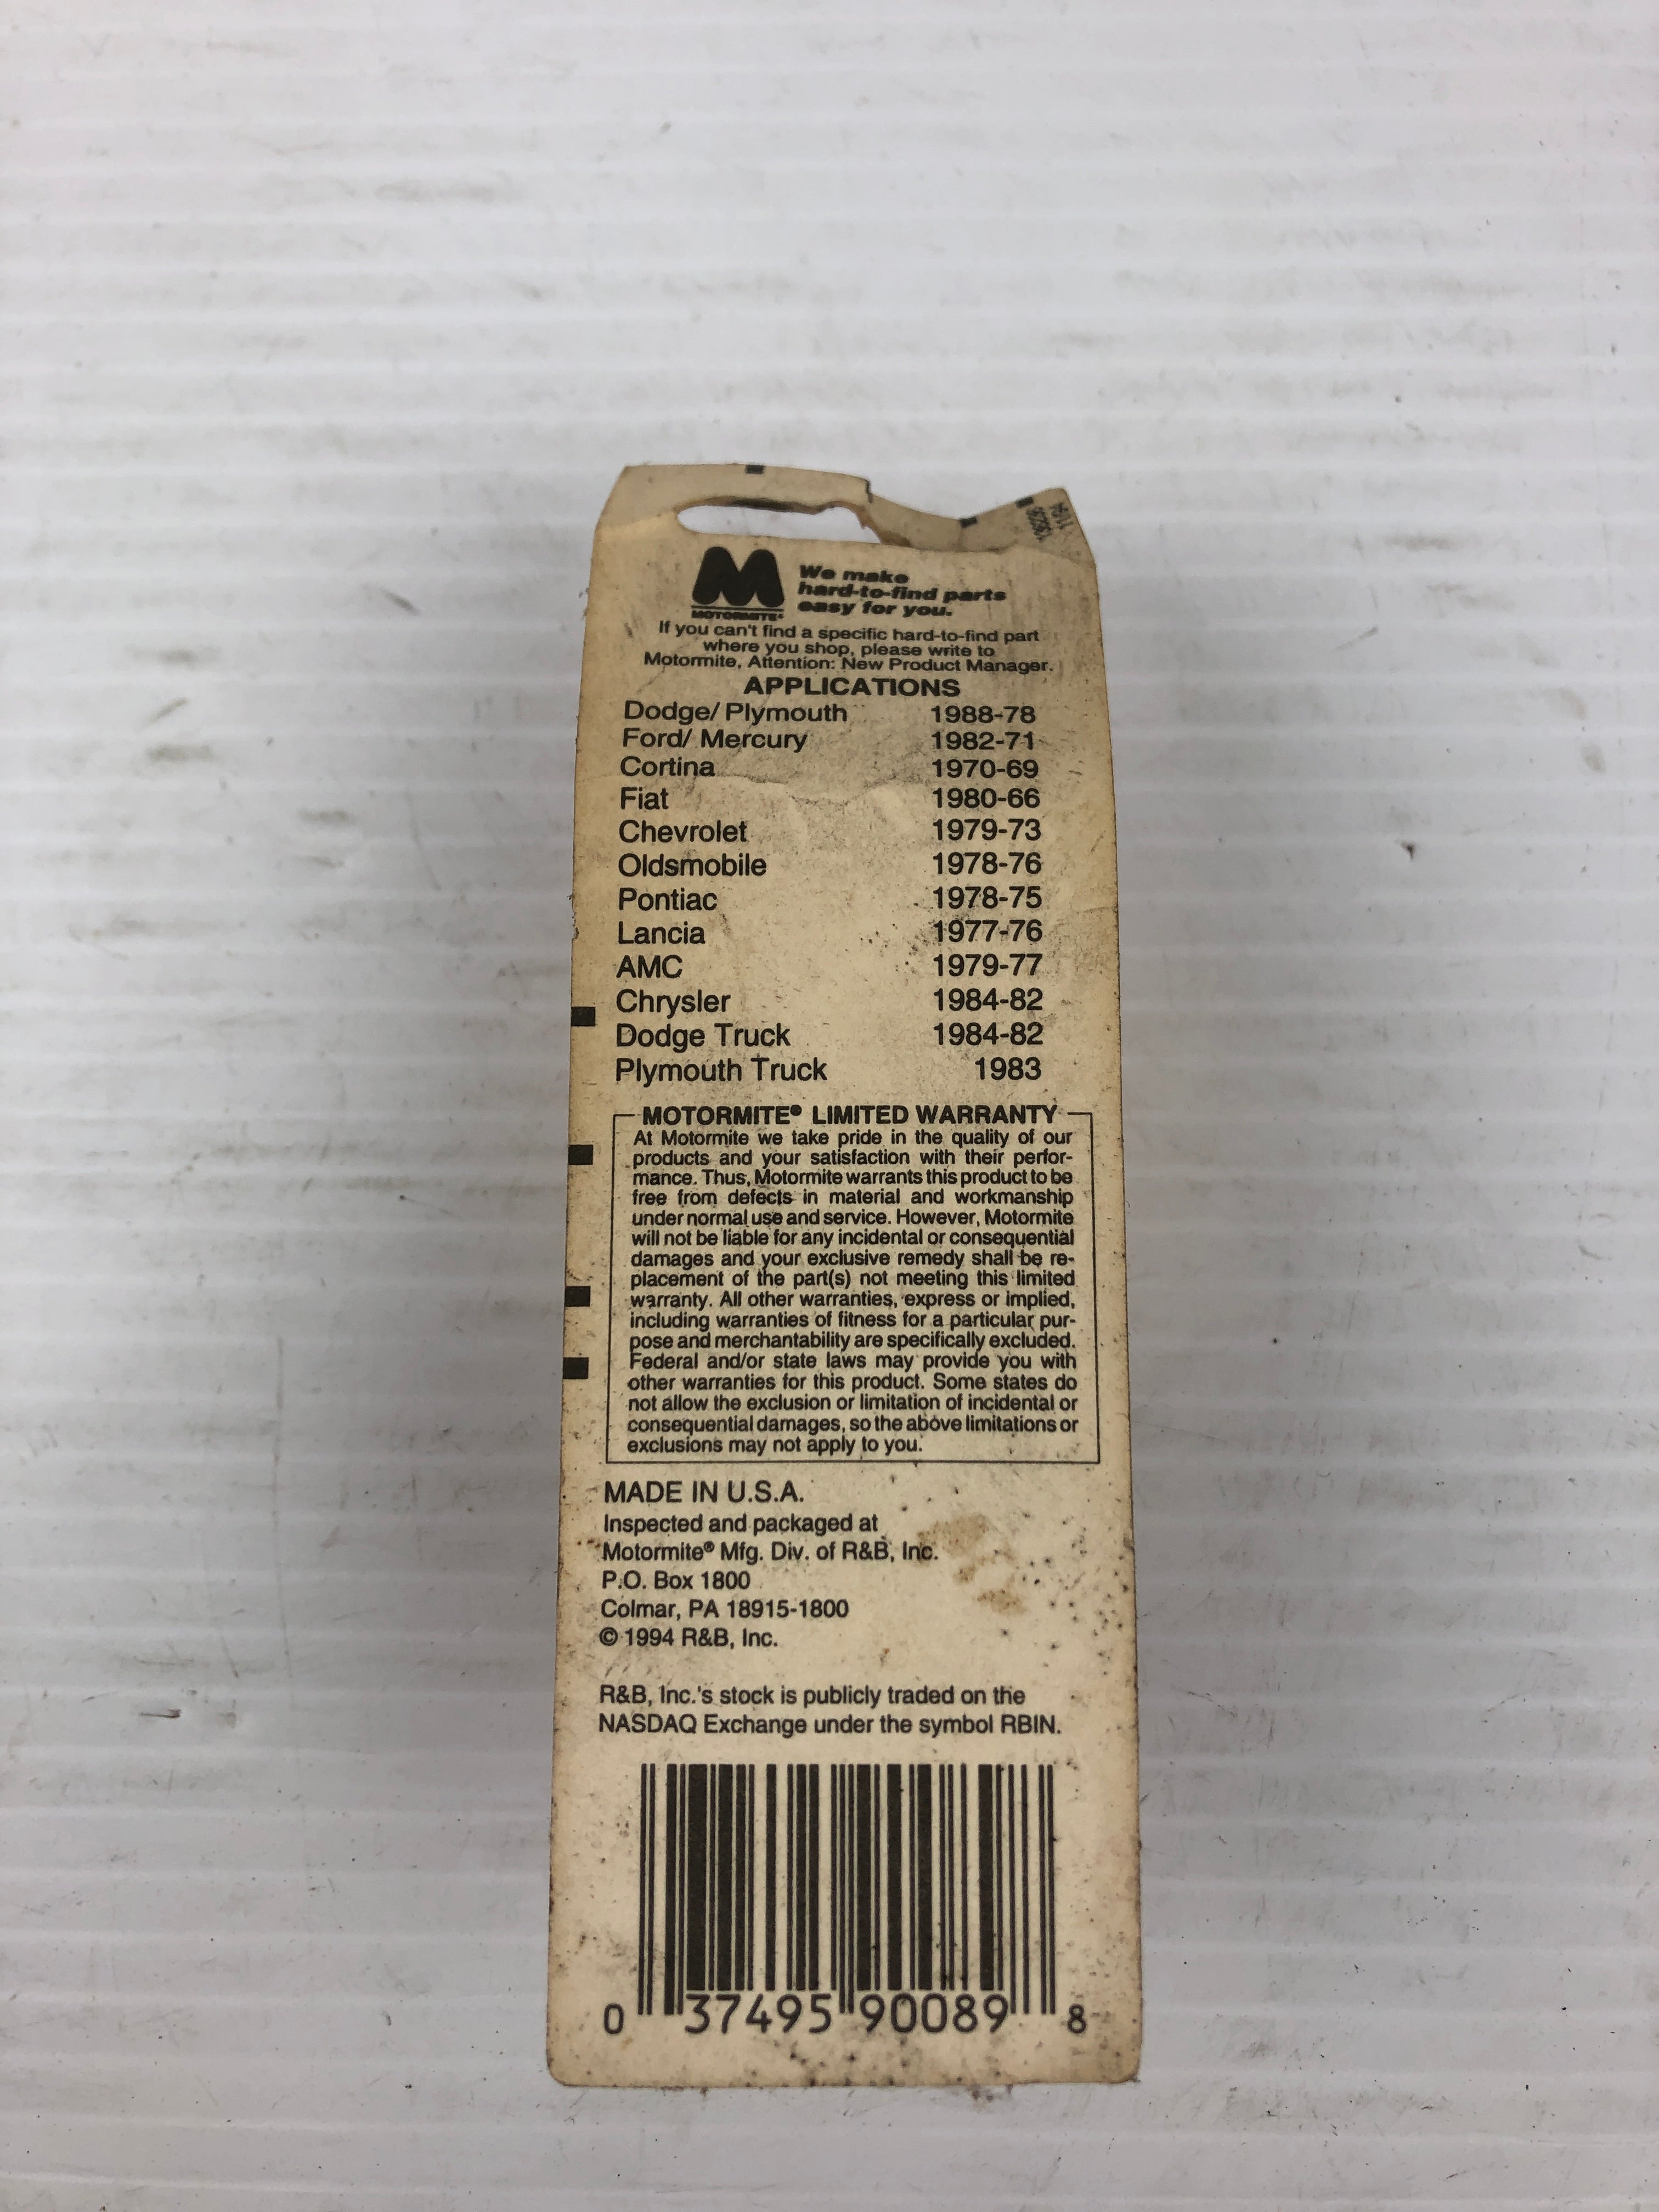 We make
hard-to-find parts
easy for you.
MOTORMITE®
If you can't find a specific hard-to-find part
where you shop, please write to
Motormite, Attention: New Product Manager.
APPLICATIONS
Dodge/ Plymouth 1988-78
Ford/ Mercury 1982-71
Cortina 1970-69
Fiat 1980-66
Chevrolet 1979-73
Oldsmobile 1978-76
Pontiac 1978-75
Lancia 1977-76
AMC 1979-77
Chrysler 1984-82
Dodge Truck 1984-82
Plymouth Truck 1983
MOTORMITE® LIMITED WARRANTY
At Motormite we take pride in the quality of our
products and your satisfaction with their perfor-
mance. Thus, Motormite warrants this product to be
free from defects in material and workmanship
under normal use and service. However, Motormite
will not be liable for any incidental or consequential
damages and your exclusive remedy shall be re-
placement of the part(s) not meeting this limited
warranty. All other warranties, express or implied,
including warranties of fitness for a particular pur-
pose and merchantability are specifically excluded.
Federal and/or state laws may provide you with
other warranties for this product. Some states do
not allow the exclusion or limitation of incidental or
consequential damages, so the above limitations or
exclusions may not apply to you.
MADE IN U.S.A.
Inspected and packaged at
Motormite® Mfg. Div. of R&B, Inc.
P.O. Box 1800
Colmar, PA 18915-1800
© 1994 R&B, Inc.
R&B, Inc.'s stock is publicly traded on the
NASDAQ Exchange under the symbol RBIN.
0 37495 90089 8